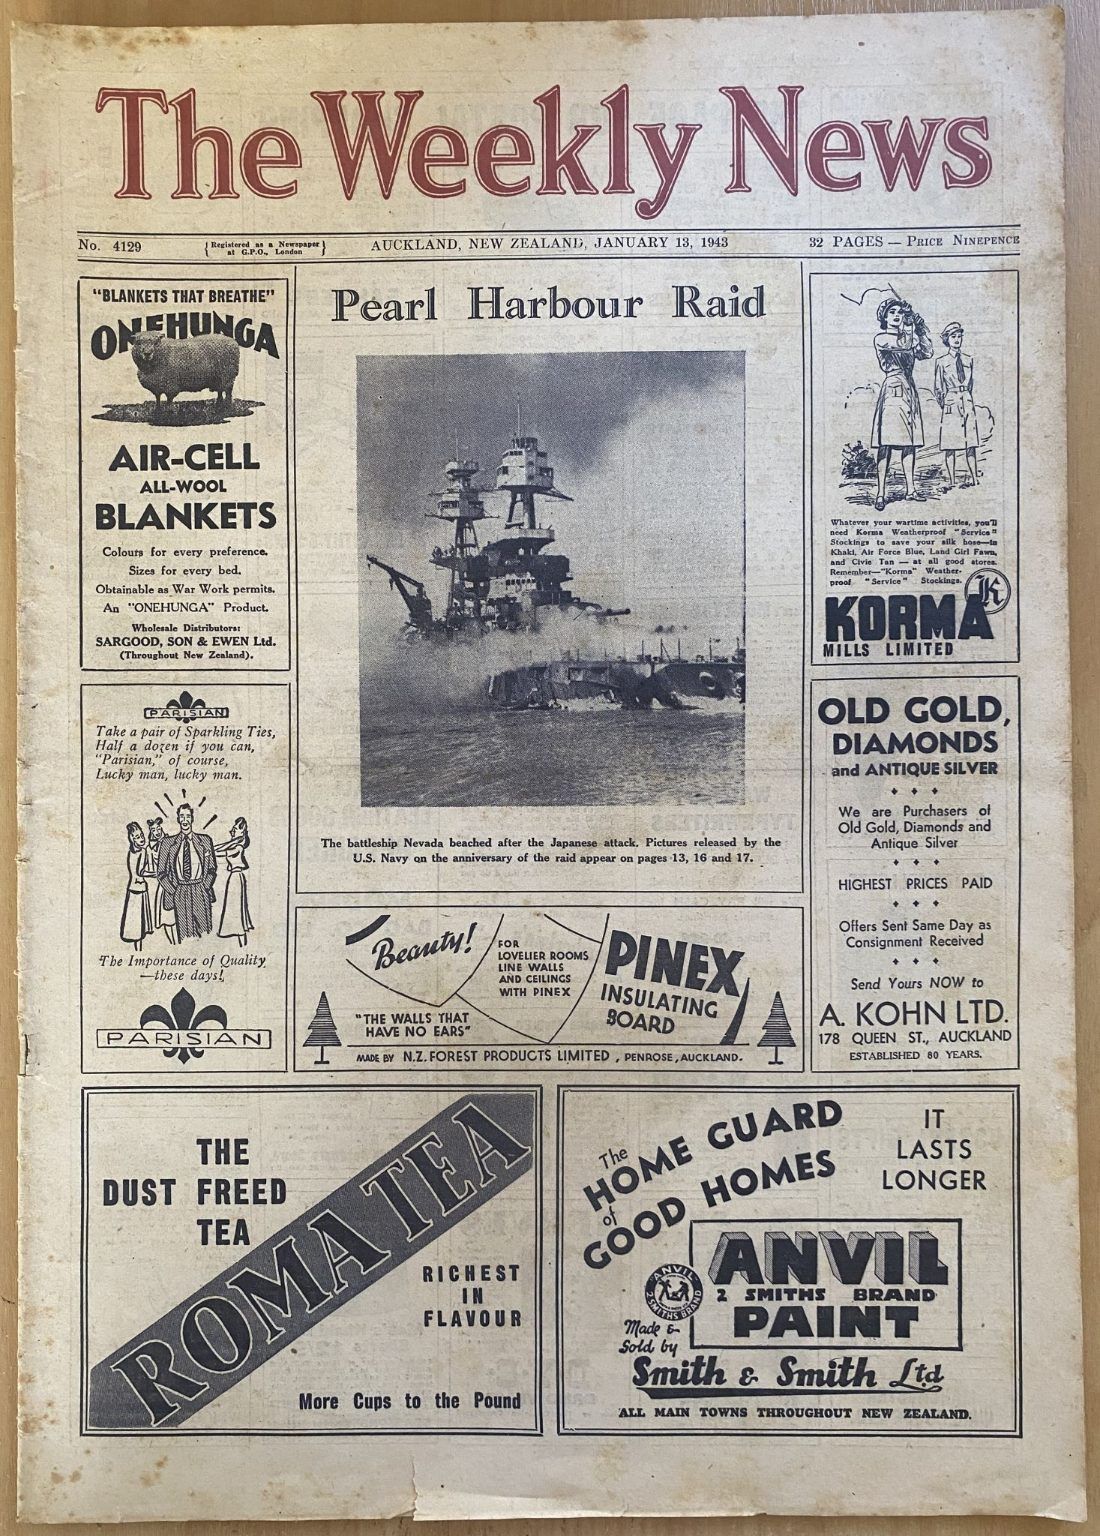 The Weekly News
No. 4129
Registered as a Newspaper
at G.P.O., London
AUCKLAND, NEW ZEALAND, JANUARY 13, 1943
32 PAGES — PRICE NINEPENCE
"BLANKETS THAT BREATHE"
ONEHUNGA
AIR-CELL
ALL-WOOL
BLANKETS
Colours for every preference.
Sizes for every bed.
Obtainable as War Work permits.
An "ONEHUNGA" Product.
Wholesale Distributors:
SARGOOD, SON & EWEN Ltd.
(Throughout New Zealand).
PARISIAN
Take a pair of Sparkling Ties,
Half a dozen if you can,
"Parisian," of course,
Lucky man, lucky man.
The Importance of Quality
—these days!
PARISIAN
Pearl Harbour Raid
The battleship Nevada beached after the Japanese attack. Pictures released by the
U.S. Navy on the anniversary of the raid appear on pages 13, 16 and 17.
Beauty!
FOR
LOVELIER ROOMS
LINE WALLS
AND CEILINGS
WITH PINEX
"THE WALLS THAT
HAVE NO EARS"
PINEX
INSULATING
BOARD
MADE BY N.Z. FOREST PRODUCTS LIMITED, PENROSE, AUCKLAND.
Whatever your wartime activities, you'll
need Korma Weatherproof "Service"
Stockings to save your silk hose—in
Khaki, Air Force Blue, Land Girl Fawn,
and Civic Tan — at all good stores.
Remember—"Korma" Weather-
proof "Service" Stockings.
K
KORMA
MILLS LIMITED
OLD GOLD,
DIAMONDS
and ANTIQUE SILVER
We are Purchasers of
Old Gold, Diamonds and
Antique Silver
HIGHEST PRICES PAID
Offers Sent Same Day as
Consignment Received
Send Yours NOW to
A. KOHN LTD.
178 QUEEN ST., AUCKLAND
ESTABLISHED 80 YEARS.
THE
DUST FREED
TEA
ROMA TEA
RICHEST
IN
FLAVOUR
More Cups to the Pound
The
HOME GUARD
of
GOOD HOMES
IT
LASTS
LONGER
ANVIL
2 SMITHS BRAND
ANVIL
2 SMITHS BRAND
PAINT
Made &
Sold by
Smith & Smith Ltd
ALL MAIN TOWNS THROUGHOUT NEW ZEALAND.